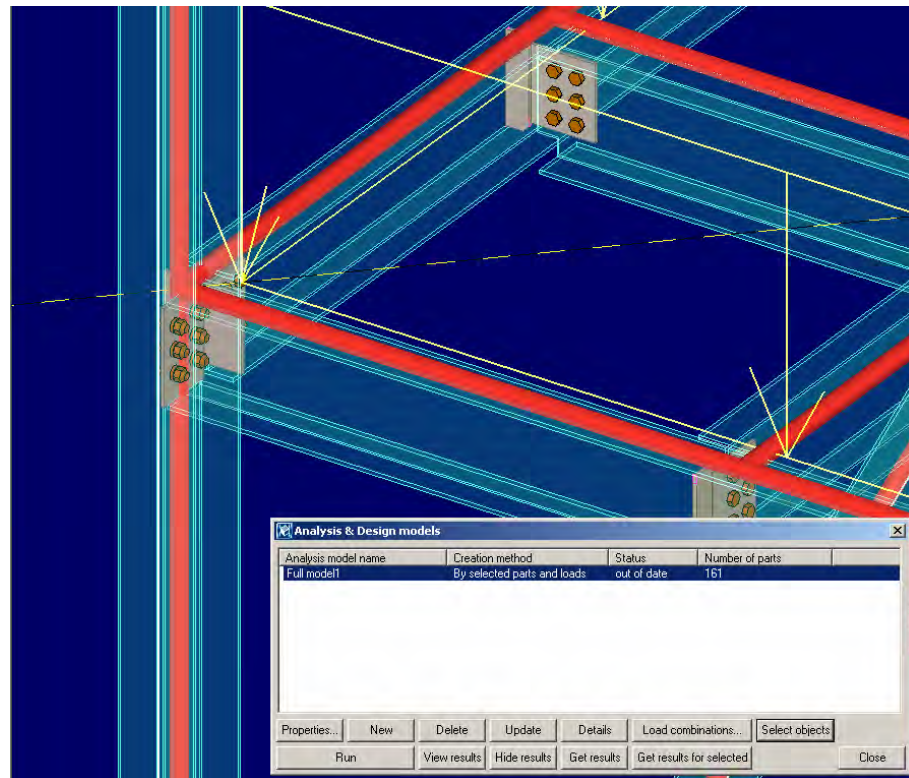 Analysis & Design models
Analysis model name Creation method Status Number of parts
Full model1 By selected parts and loads out of date 161
Properties... New Delete Update Details Load combinations... Select objects
Run View results Hide results Get results Get results for selected Close